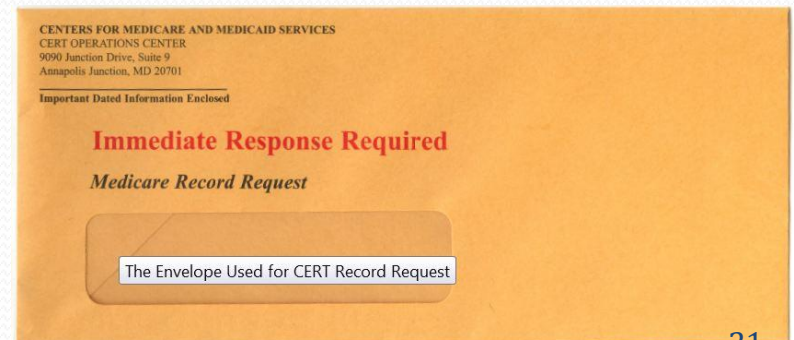 CENTERS FOR MEDICARE AND MEDICAID SERVICES
CERT OPERATIONS CENTER
9090 Junction Drive, Suite 9
Annapolis Junction, MD 20701
Important Dated Information Enclosed
Immediate Response Required
Medicare Record Request
The Envelope Used for CERT Record Request